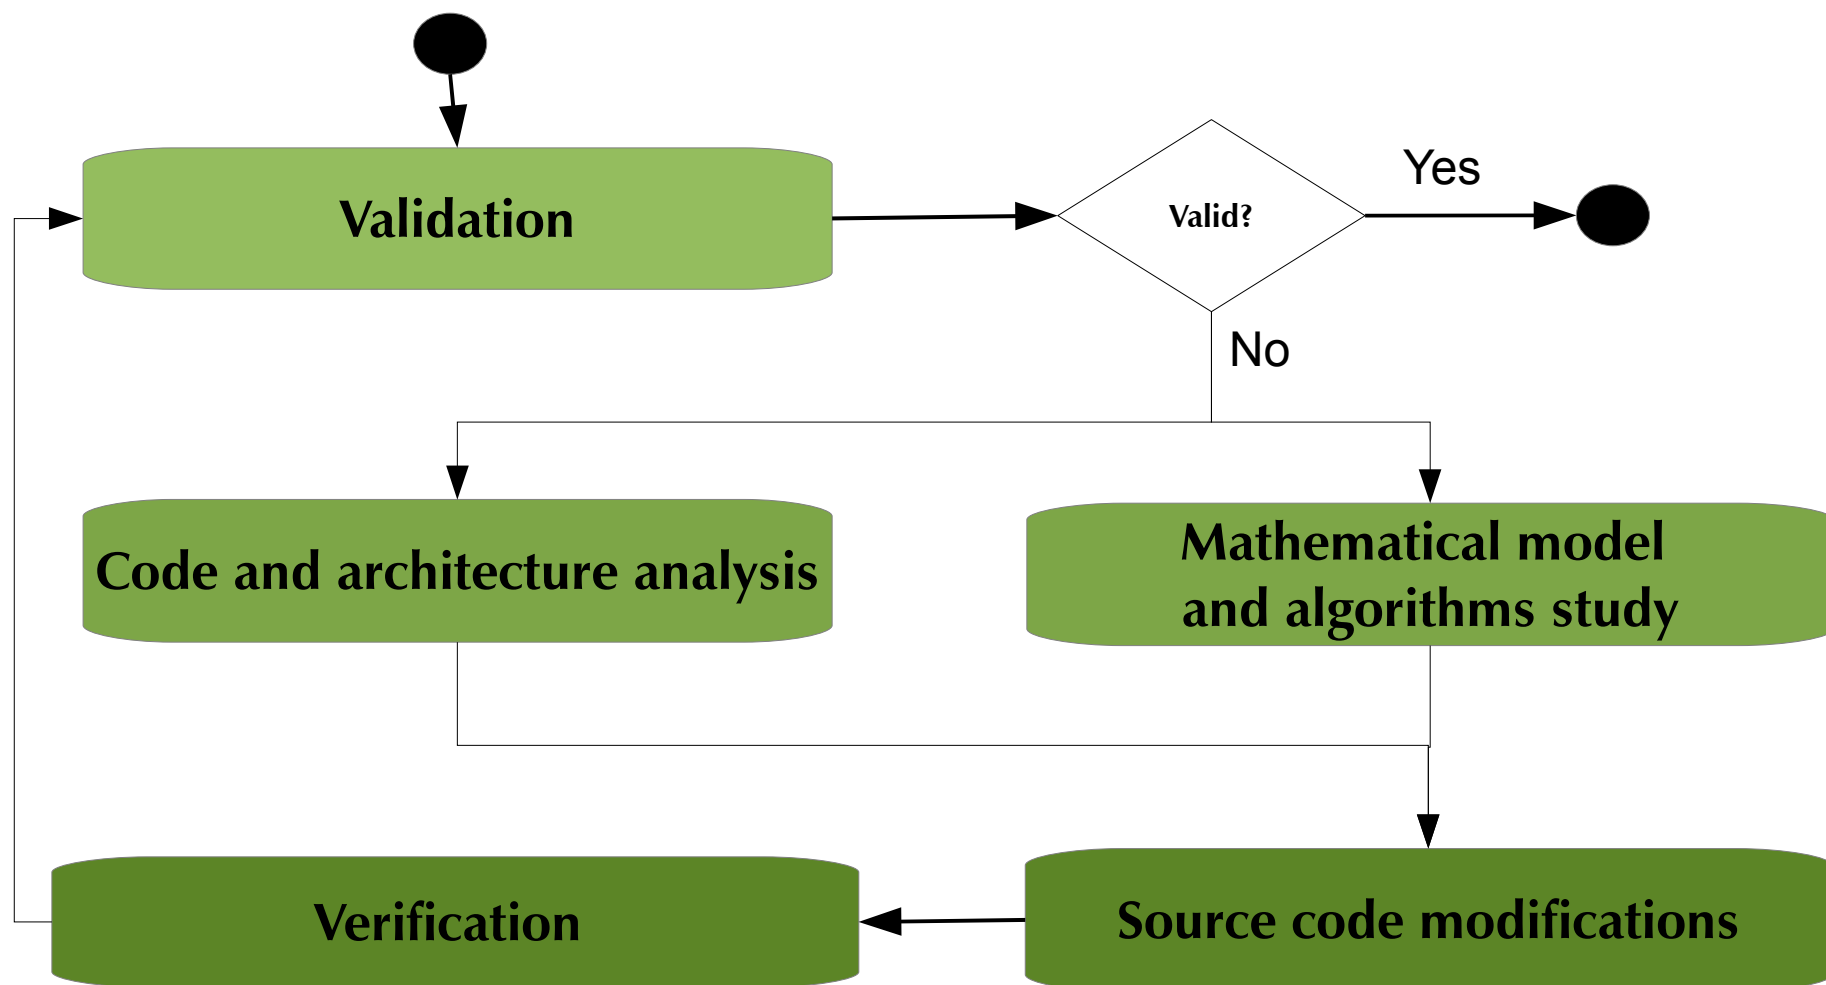 Validation
Valid?
Yes
No
Code and architecture analysis
Mathematical model
and algorithms study
Verification
Source code modifications